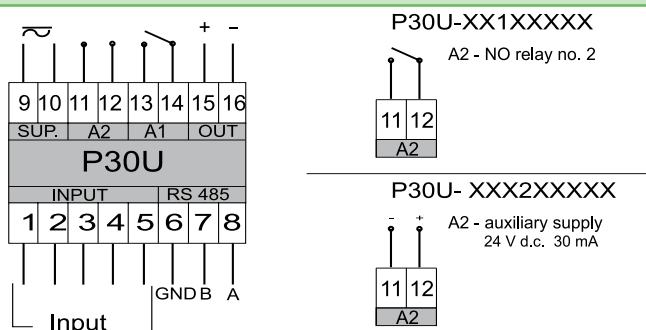 + -
9 10 11 12 13 14 15 16
SUP. A2 A1 OUT
P30U
INPUT RS 485
1 2 3 4 5 6 7 8
GND B A
Input
P30U-XX1XXXXX
A2 - NO relay no. 2
11 12
A2
P30U- XXX2XXXXX
- +
A2 - auxiliary supply
24 V d.c. 30 mA
11 12
A2